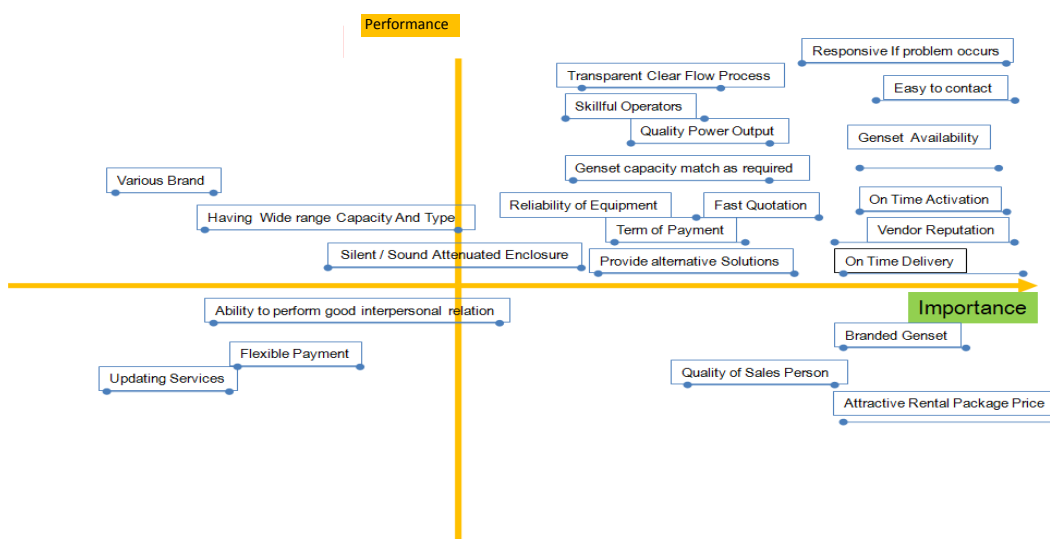 Performance
Responsive If problem occurs
Transparent Clear Flow Process
Easy to contact
Skillful Operators
Quality Power Output
Genset Availability
Genset capacity match as required
Various Brand
On Time Activation
Reliability of Equipment
Fast Quotation
Having Wide range Capacity And Type
Term of Payment
Vendor Reputation
Silent / Sound Attenuated Enclosure
Provide alternative Solutions
On Time Delivery
Importance
Ability to perform good interpersonal relation
Branded Genset
Flexible Payment
Quality of Sales Person
Updating Services
Attractive Rental Package Price